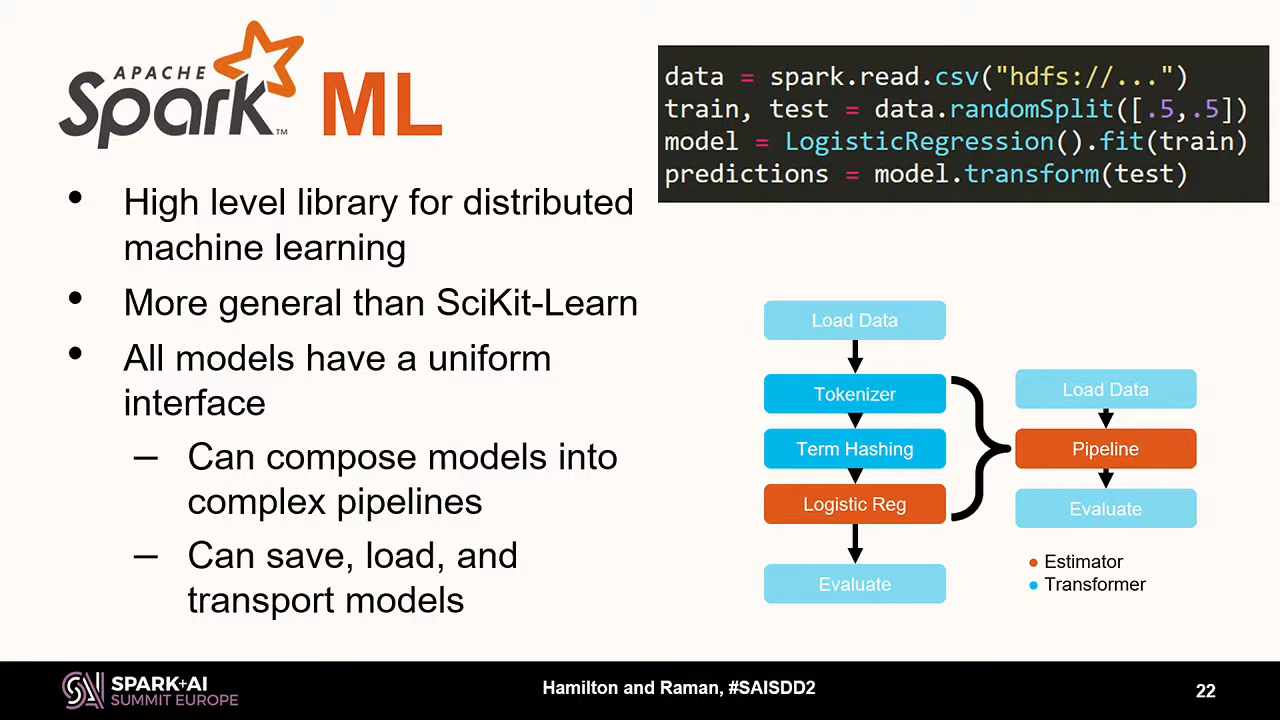 APACHE
Spark™ ML
• High level library for distributed
machine learning
• More general than SciKit-Learn
• All models have a uniform
interface
– Can compose models into
complex pipelines
– Can save, load, and
transport models
data = spark.read.csv("hdfs://...")
train, test = data.randomSplit([.5,.5])
model = LogisticRegression().fit(train)
predictions = model.transform(test)
Load Data
Tokenizer
Term Hashing
Logistic Reg
Evaluate
Load Data
Pipeline
Evaluate
• Estimator
• Transformer
SPARK+AI
SUMMIT EUROPE
Hamilton and Raman, #SAISDD2
22